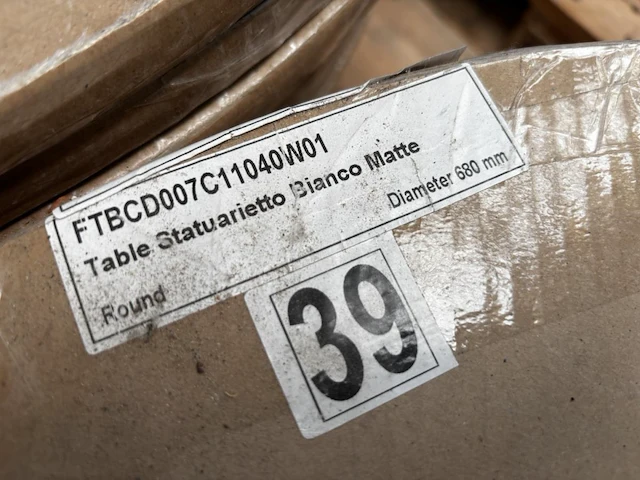 FTBCD007C11040W01
Table Statuarietto Bianco Matte
Round Diameter 680 mm
39